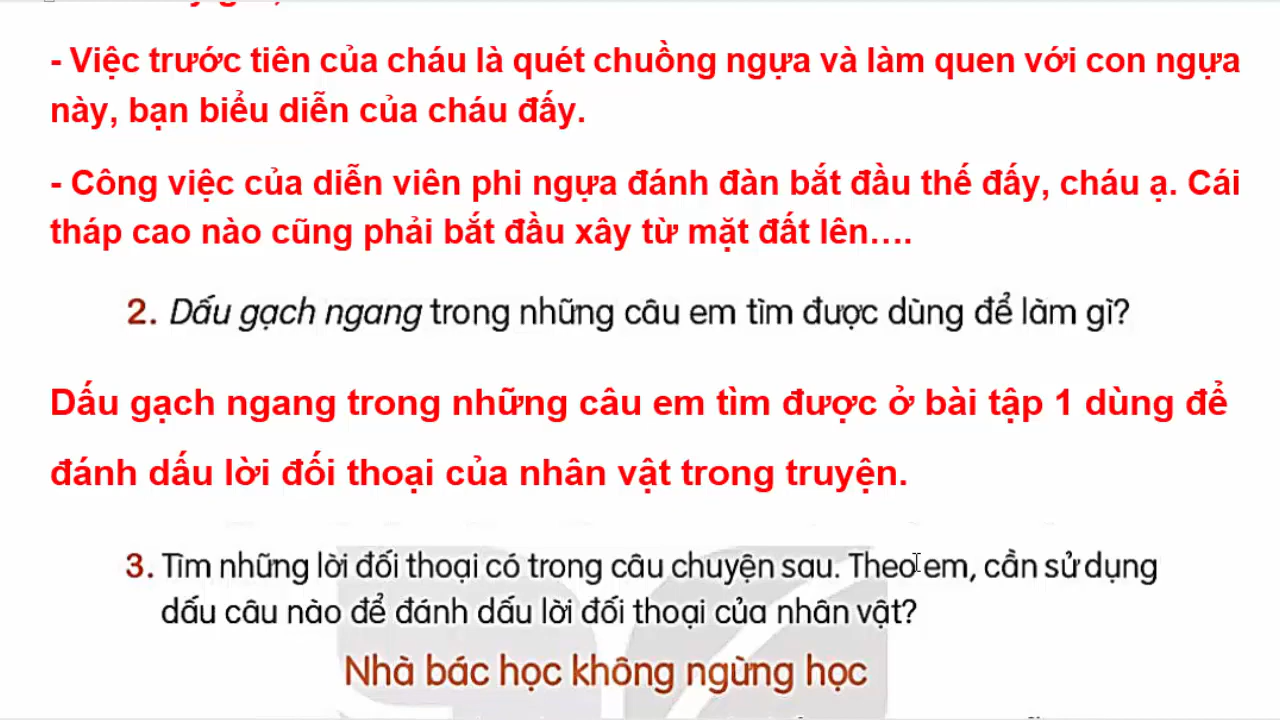 - Việc trước tiên của cháu là quét chuồng ngựa và làm quen với con ngựa
này, bạn biểu diễn của cháu đấy.
- Công việc của diễn viên phi ngựa đánh đàn bắt đầu thế đấy, cháu ạ. Cái
tháp cao nào cũng phải bắt đầu xây từ mặt đất lên….
2. Dấu gạch ngang trong những câu em tìm được dùng để làm gì?
Dấu gạch ngang trong những câu em tìm được ở bài tập 1 dùng để
đánh dấu lời đối thoại của nhân vật trong truyện.
3. Tìm những lời đối thoại có trong câu chuyện sau. Theo em, cần sử dụng
dấu câu nào để đánh dấu lời đối thoại của nhân vật?
Nhà bác học không ngừng học